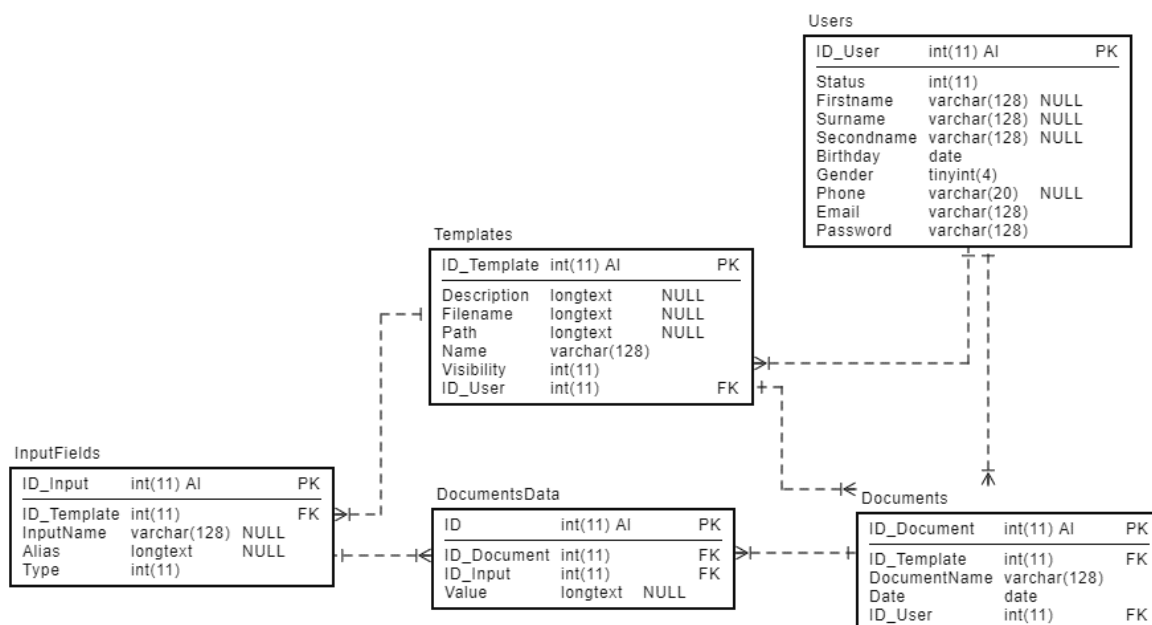 Users
ID_User int(11) AI PK
Status int(11)
Firstname varchar(128) NULL
Surname varchar(128) NULL
Secondname varchar(128) NULL
Birthday date
Gender tinyint(4)
Phone varchar(20) NULL
Email varchar(128)
Password varchar(128)
Templates
ID_Template int(11) AI PK
Description longtext NULL
Filename longtext NULL
Path longtext NULL
Name varchar(128)
Visibility int(11)
ID_User int(11) FK
InputFields
ID_Input int(11) AI PK
ID_Template int(11) FK
InputName varchar(128) NULL
Alias longtext NULL
Type int(11)
DocumentsData
ID int(11) AI PK
ID_Document int(11) FK
ID_Input int(11) FK
Value longtext NULL
Documents
ID_Document int(11) AI PK
ID_Template int(11) FK
DocumentName varchar(128)
Date date
ID_User int(11) FK